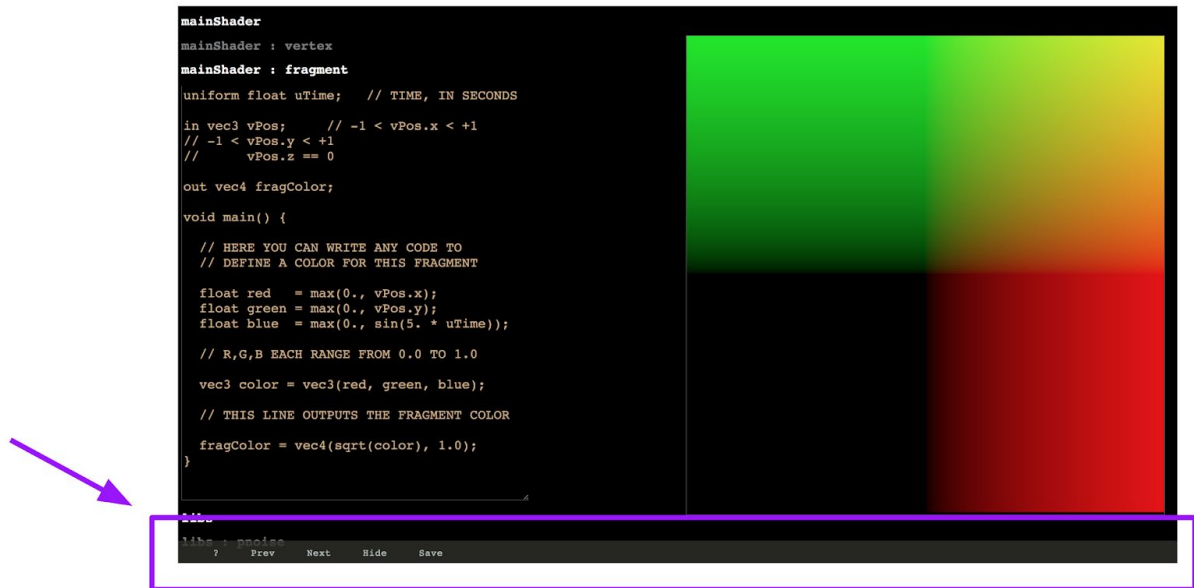 mainShader
mainShader : vertex
mainShader : fragment
uniform float uTime;   // TIME, IN SECONDS
in vec3 vPos;     // -1 < vPos.x < +1
// -1 < vPos.y < +1
//      vPos.z == 0
out vec4 fragColor;
void main() {
  // HERE YOU CAN WRITE ANY CODE TO
  // DEFINE A COLOR FOR THIS FRAGMENT
  float red   = max(0., vPos.x);
  float green = max(0., vPos.y);
  float blue  = max(0., sin(5. * uTime));
  // R,G,B EACH RANGE FROM 0.0 TO 1.0
  vec3 color = vec3(red, green, blue);
  // THIS LINE OUTPUTS THE FRAGMENT COLOR
  fragColor = vec4(sqrt(color), 1.0);
}
libs
libs : pnoise
? Prev Next Hide Save